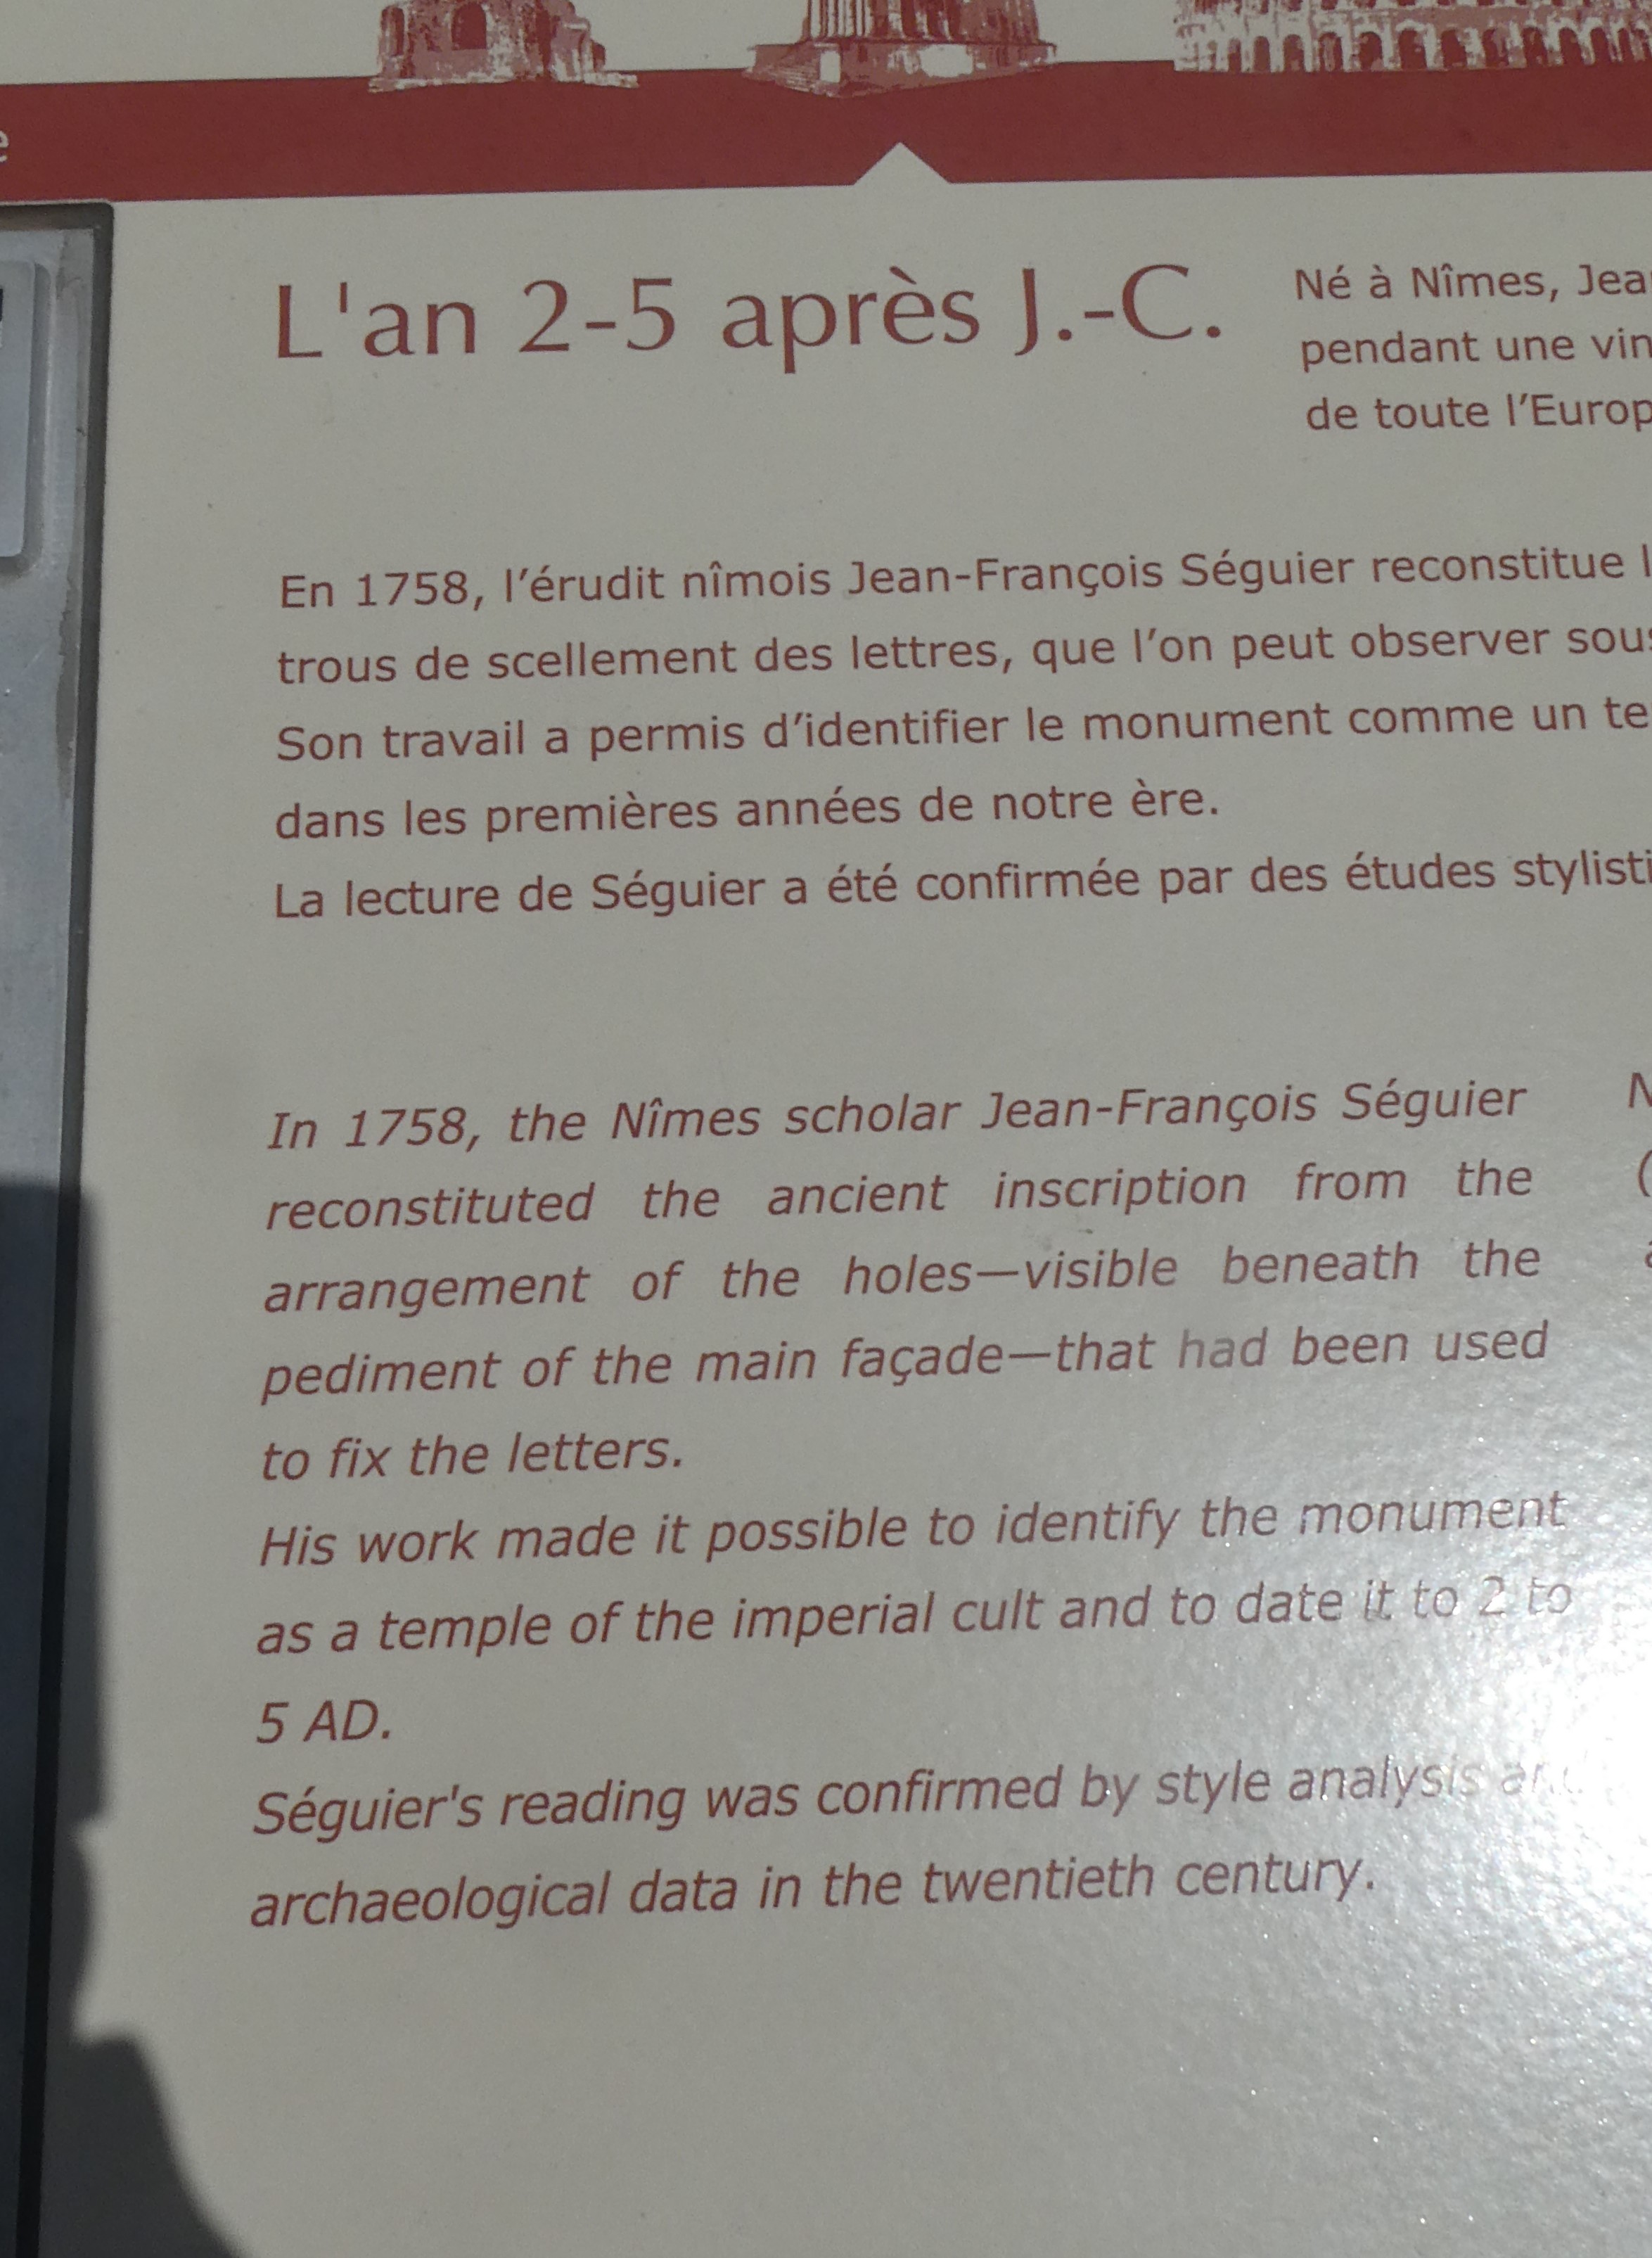 L'an 2-5 après J.-C.
Né à Nîmes,
pendant une
de toute
En 1758, l’érudit nîmois Jean-François Séguier reconstitue
trous de scellement des lettres, que l’on peut observer
Son travail a permis d’identifier le monument comme un
dans les premières années de notre ère.
La lecture de Séguier a été confirmée par des études
In 1758, the Nîmes scholar Jean-François Séguier
reconstituted the ancient inscription from the
arrangement of the holes—visible beneath the
pediment of the main façade—that had been used
to fix the letters.
His work made it possible to identify the monument
as a temple of the imperial cult and to date it to 2 to
5 AD.
Séguier's reading was confirmed by style analysis and
archaeological data in the twentieth century.